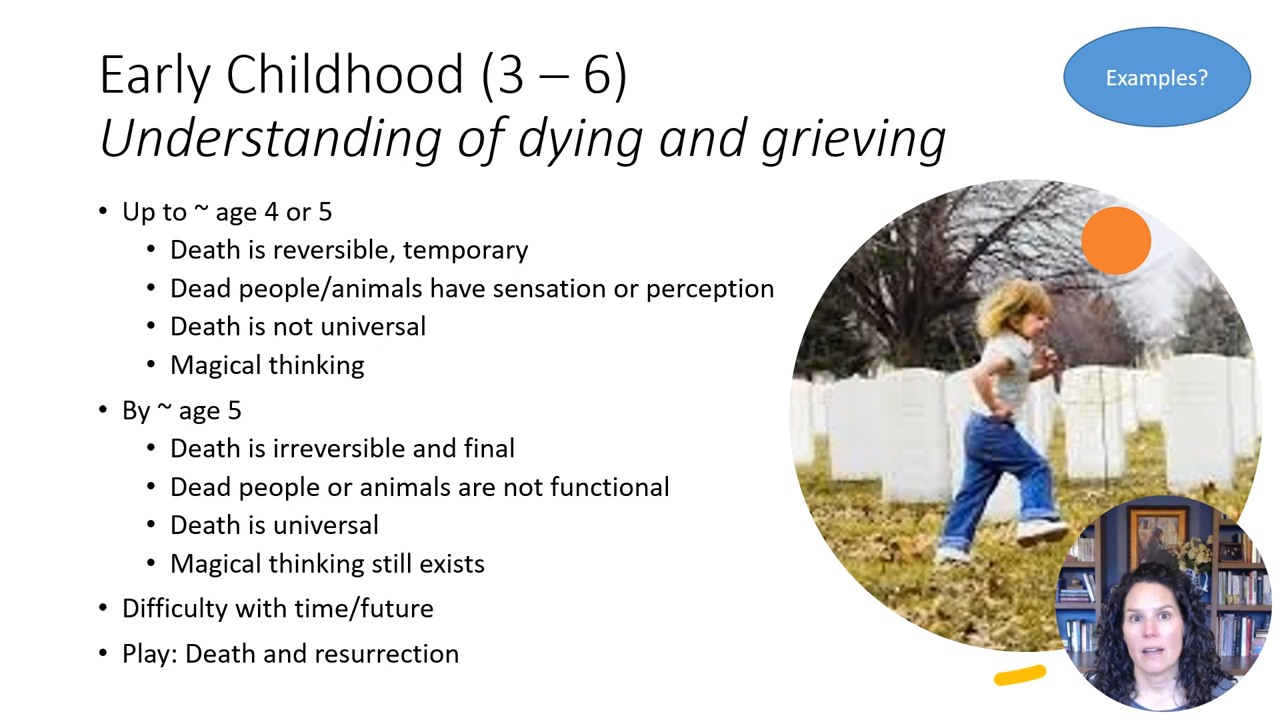 Early Childhood (3 – 6)
Understanding of dying and grieving
Examples?
• Up to ~ age 4 or 5
• Death is reversible, temporary
• Dead people/animals have sensation or perception
• Death is not universal
• Magical thinking
• By ~ age 5
• Death is irreversible and final
• Dead people or animals are not functional
• Death is universal
• Magical thinking still exists
• Difficulty with time/future
• Play: Death and resurrection